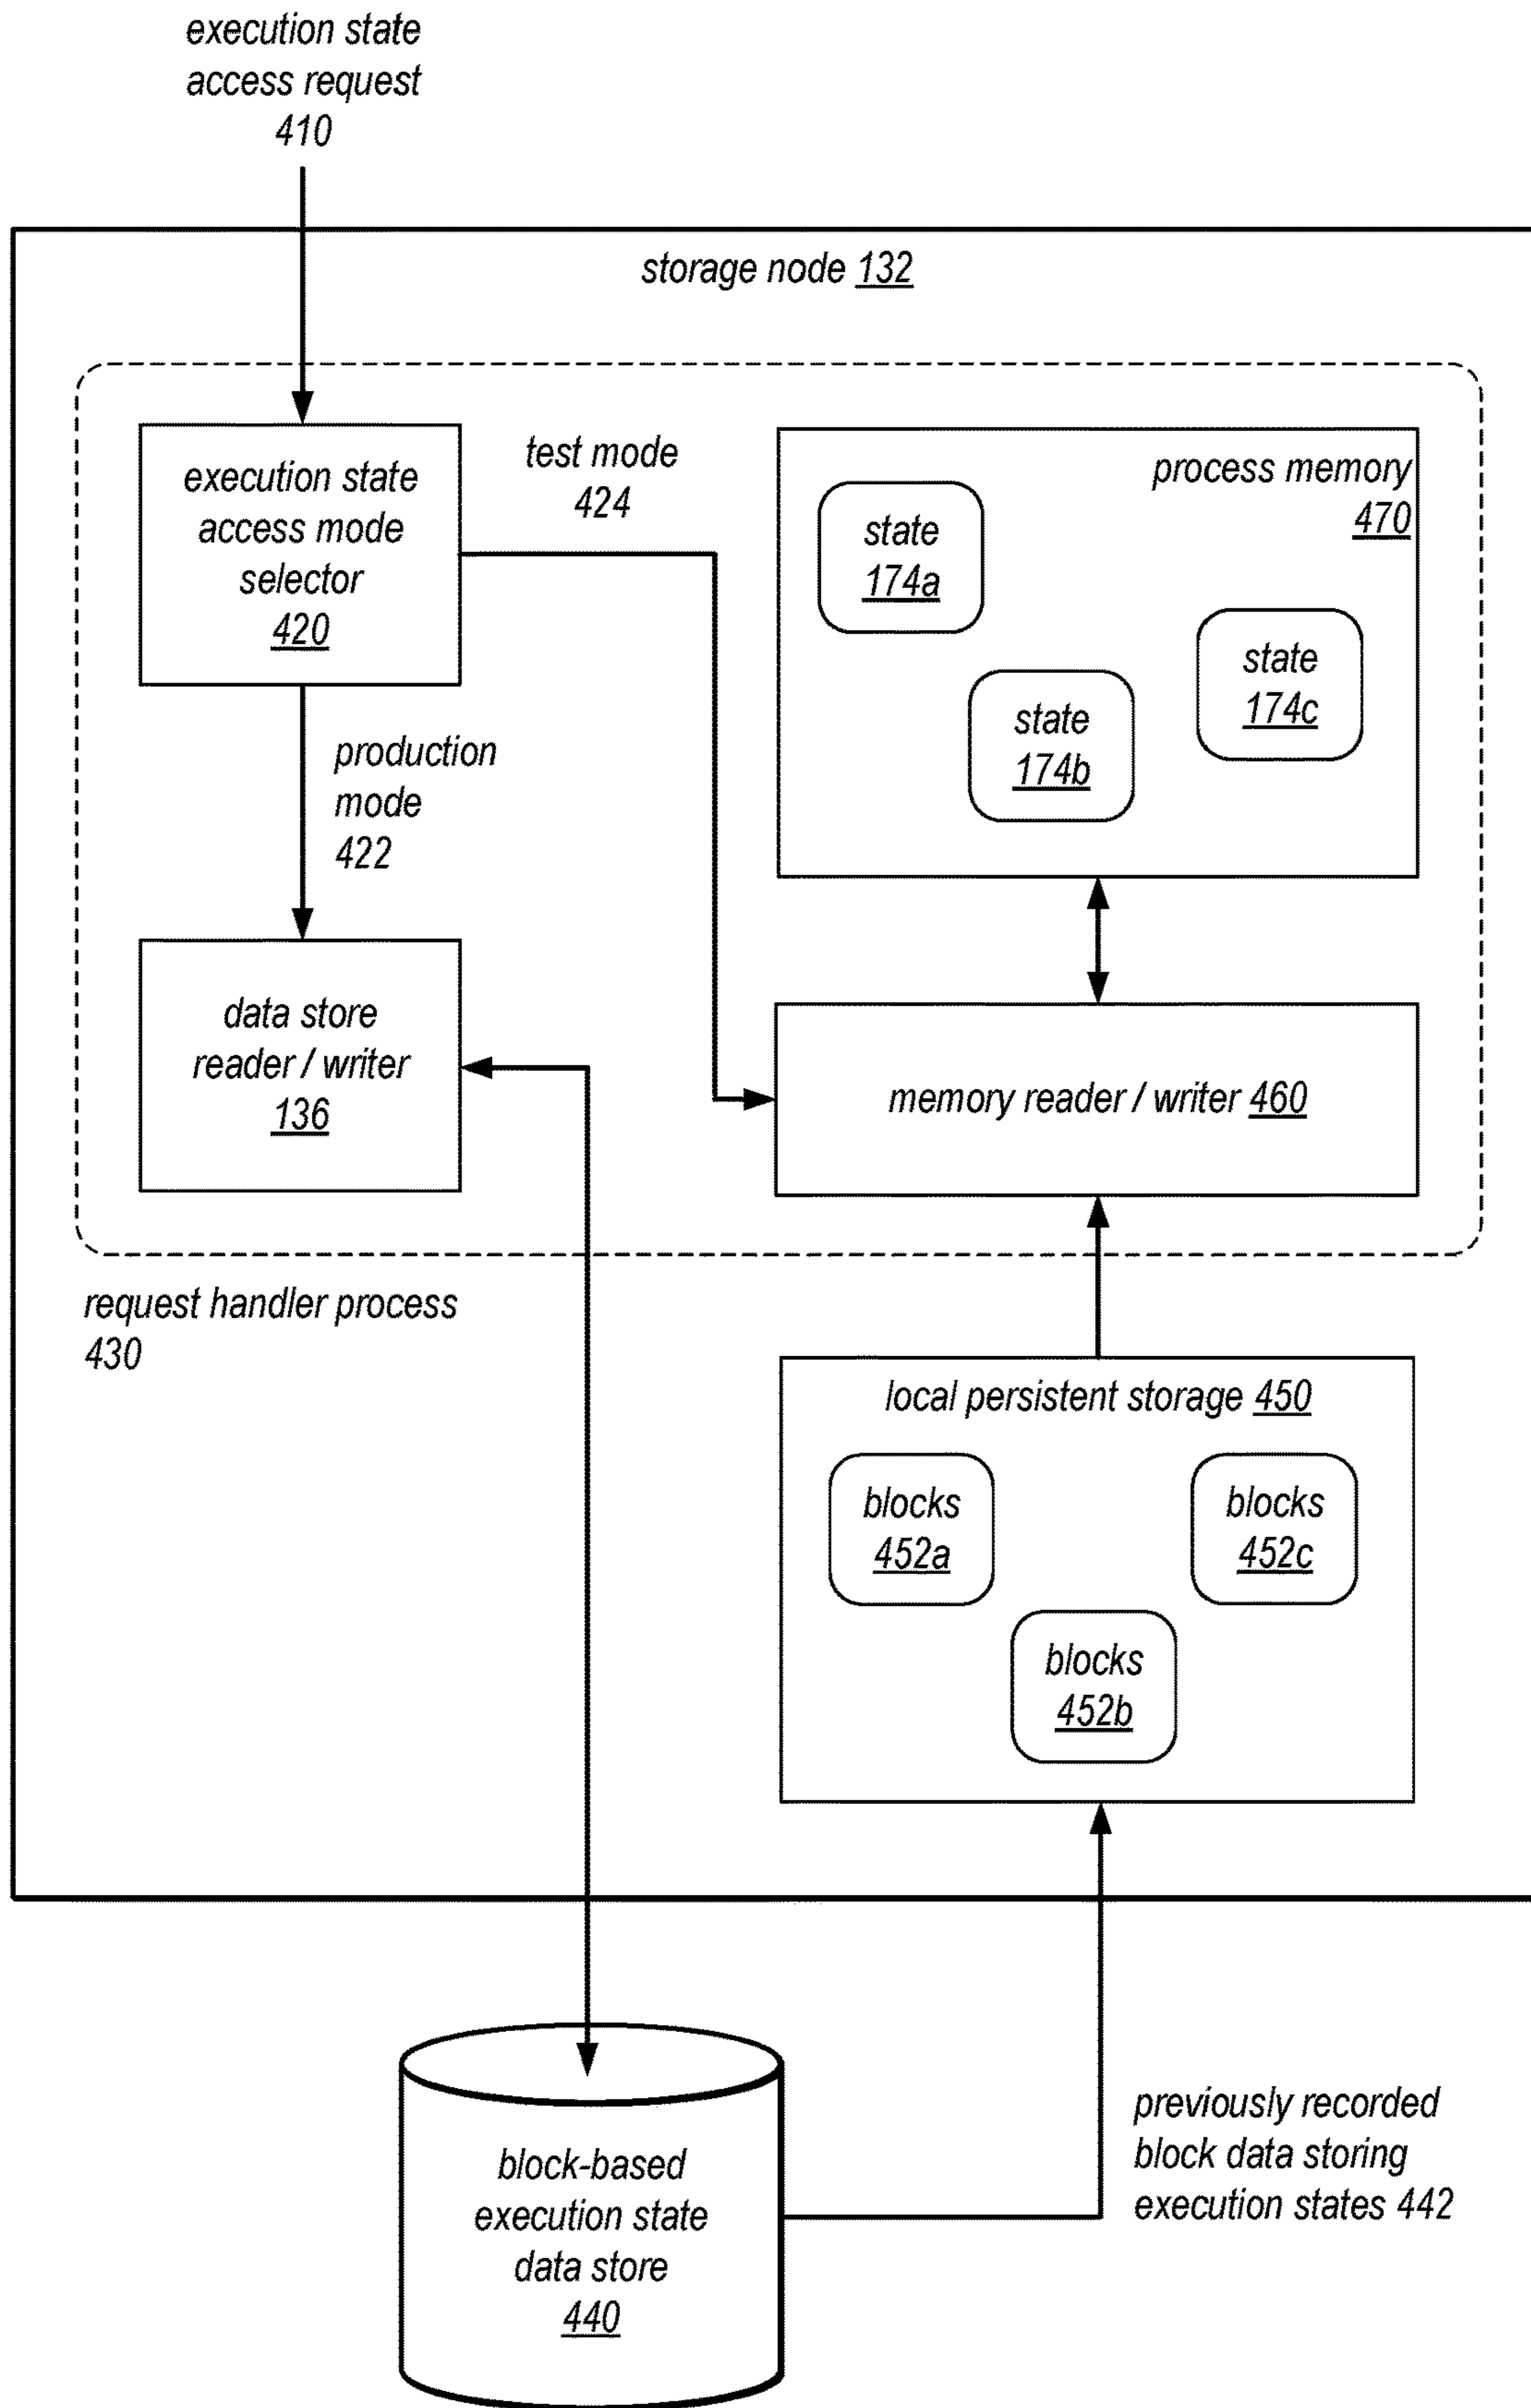 execution state
access request
410
storage node 132
execution state
access mode
selector
420
test mode
424
process memory
470
state
174a
state
174b
state
174c
production
mode
422
data store
reader / writer
136
memory reader / writer 460
request handler process
430
local persistent storage 450
blocks
452a
blocks
452c
blocks
452b
block-based
execution state
data store
440
previously recorded
block data storing
execution states 442